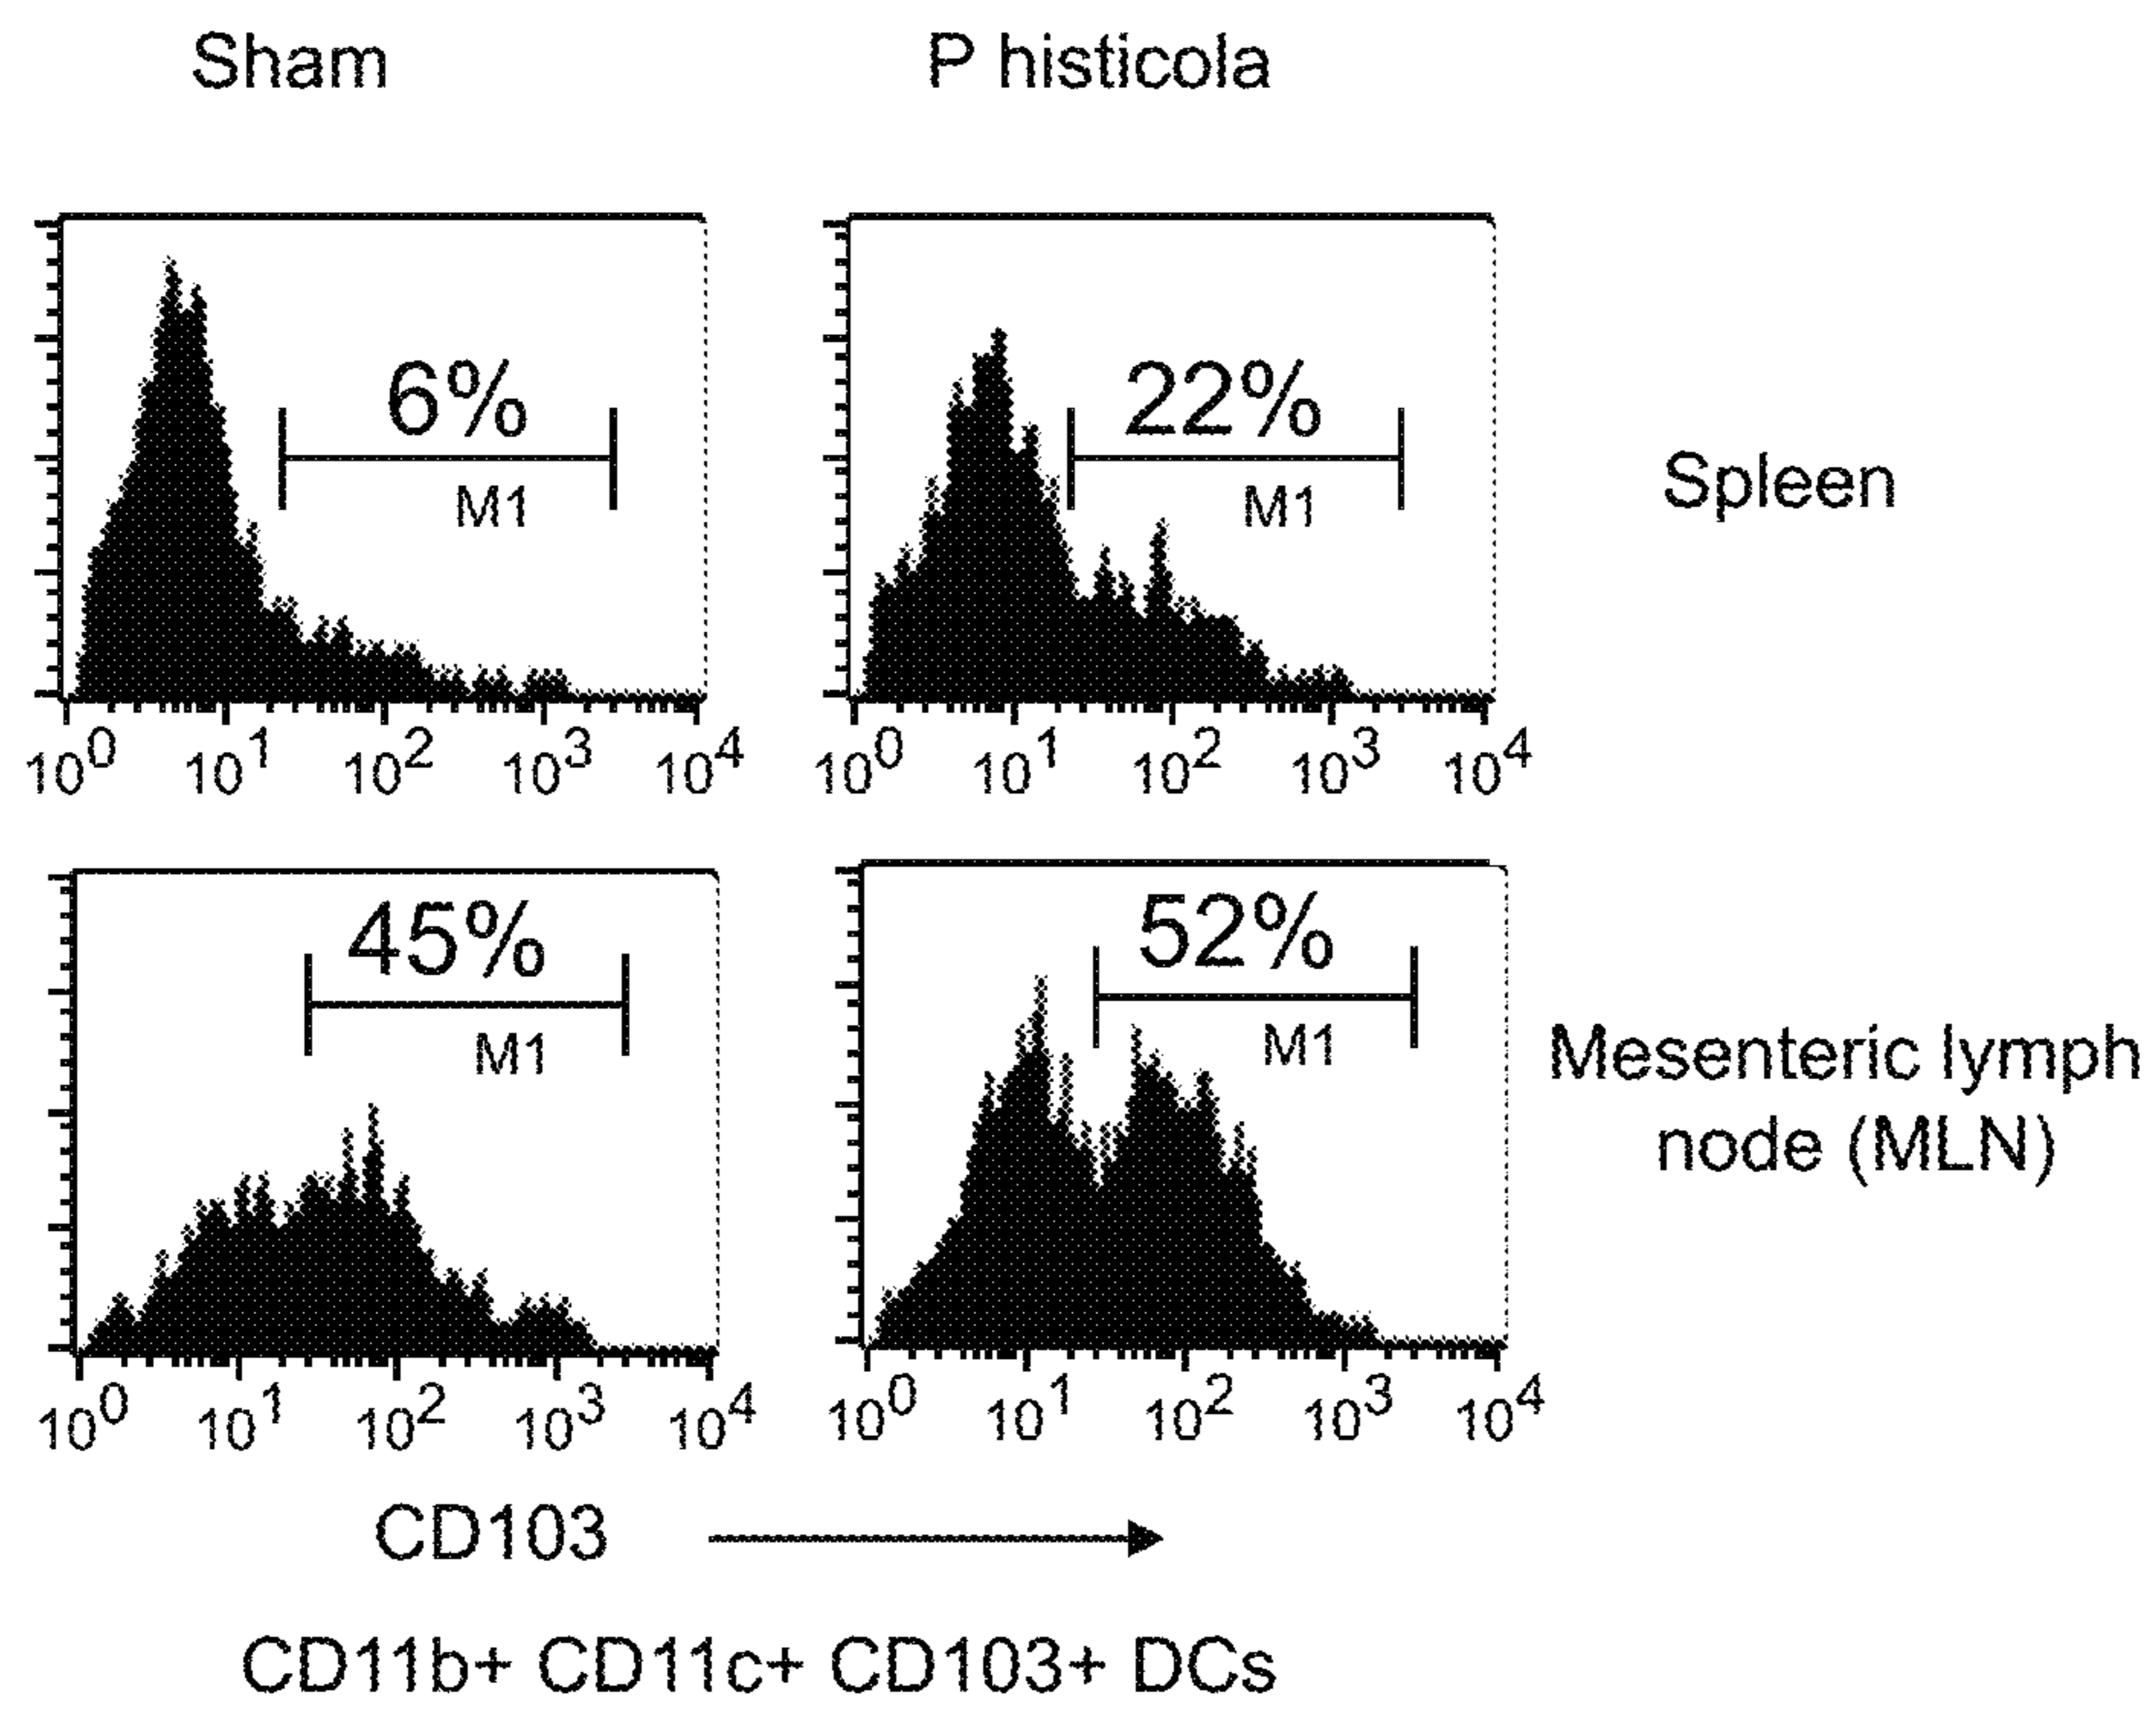 Sham P histicola
6% 22%
M1 M1
Spleen
10^0 10^1 10^2 10^3 10^4 10^0 10^1 10^2 10^3 10^4
45% 52%
M1 M1
Mesenteric lymph
node (MLN)
10^0 10^1 10^2 10^3 10^4 10^0 10^1 10^2 10^3 10^4
CD103
CD11b+ CD11c+ CD103+ DCs